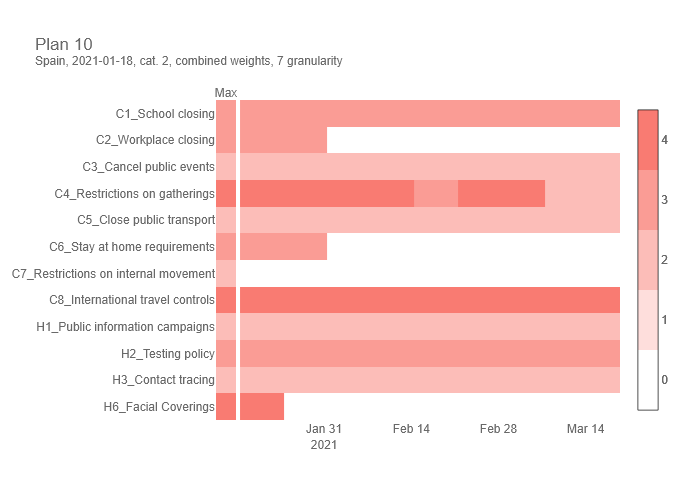 Plan 10
Spain, 2021-01-18, cat. 2, combined weights, 7 granularity
Max
C1_School closing
C2_Workplace closing
C3_Cancel public events
C4_Restrictions on gatherings
C5_Close public transport
C6_Stay at home requirements
C7_Restrictions on internal movement
C8_International travel controls
H1_Public information campaigns
H2_Testing policy
H3_Contact tracing
H6_Facial Coverings
Jan 31 Feb 14 Feb 28 Mar 14
2021
4
3
2
1
0